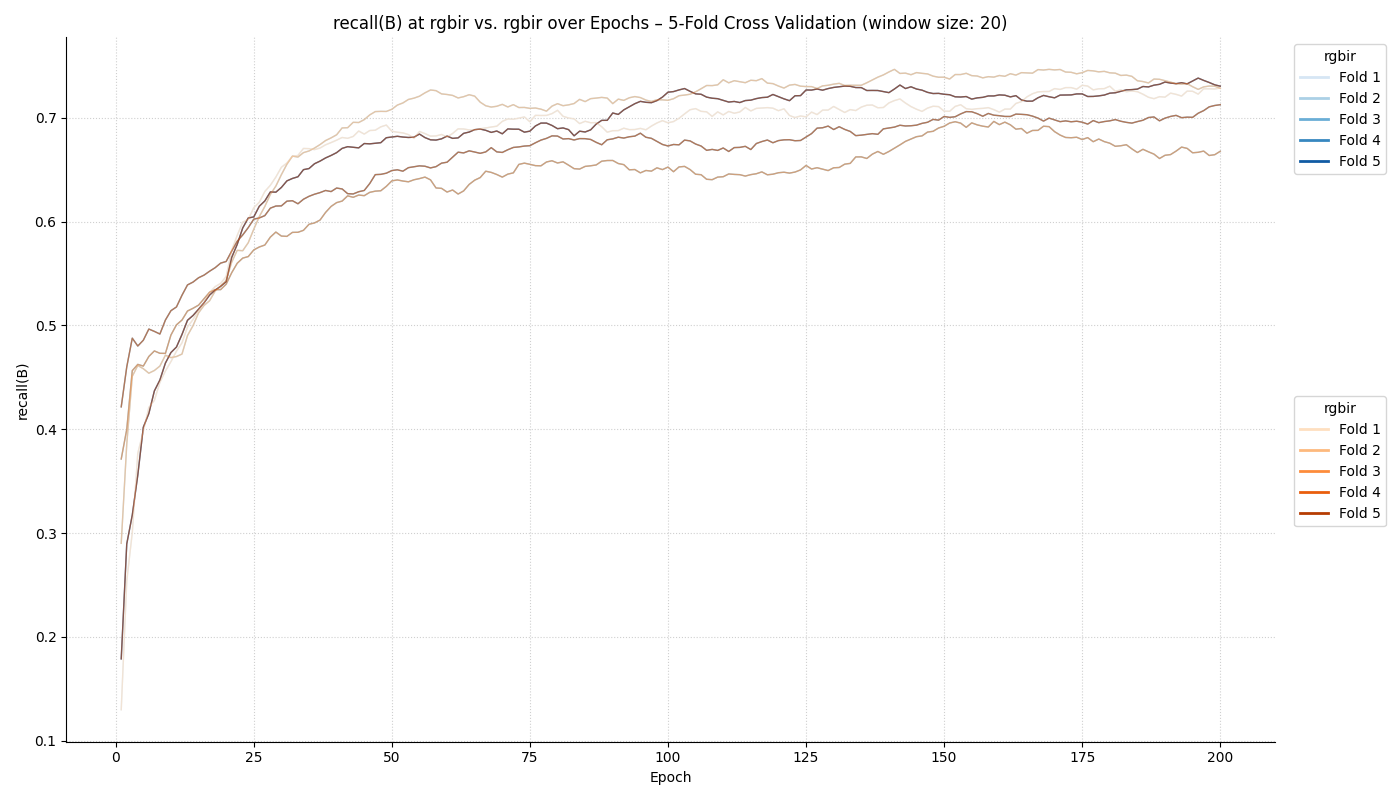 recall(B) at rgbir vs. rgbir over Epochs – 5-Fold Cross Validation (window size: 20)
rgbir
Fold 1
Fold 2
Fold 3
Fold 4
Fold 5
rgbir
Fold 1
Fold 2
Fold 3
Fold 4
Fold 5
recall(B)
0.7
0.6
0.5
0.4
0.3
0.2
0.1
0 25 50 75 100 125 150 175 200
Epoch